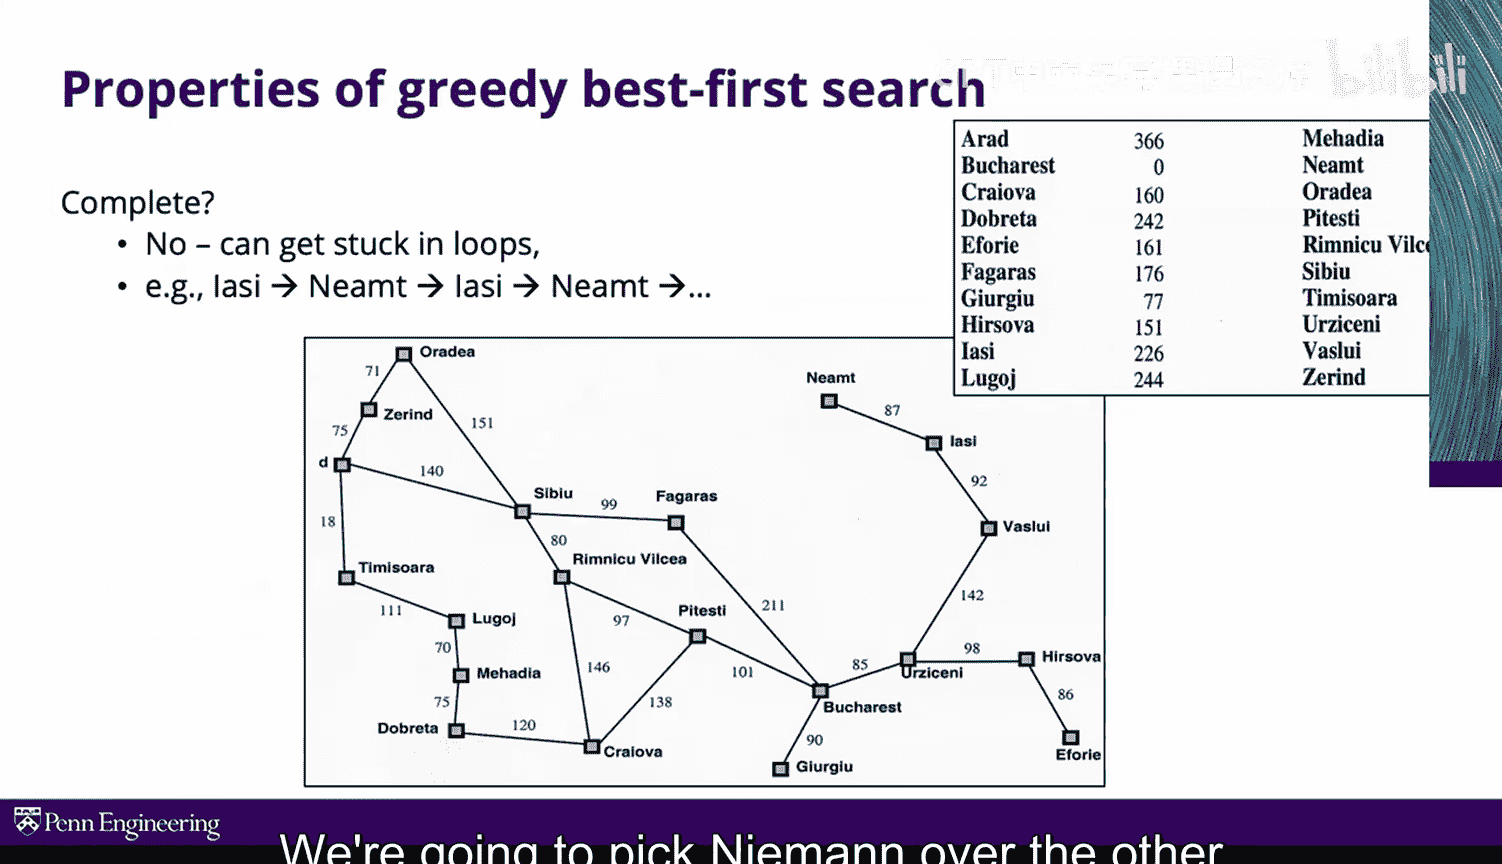 Properties of greedy best-first search
bilibili
Complete?
• No – can get stuck in loops,
• e.g., Iasi → Neamt → Iasi → Neamt →...
Arad 366 Mehadia
Bucharest 0 Neamt
Craiova 160 Oradea
Dobreta 242 Pitesti
Eforie 161 Rimnicu Vilce
Fagaras 176 Sibiu
Giurgiu 77 Timisoara
Hirsova 151 Urziceni
Iasi 226 Vaslui
Lugoj 244 Zerind
Oradea
71
Neamt
Zerind
87
151
75
Iasi
d
140
92
Sibiu
Fagaras
99
18
Vaslui
80
Rimnicu Vilcea
Timisoara
142
111
Pitesti
211
Lugoj
97
70
98
Hirsova
146
101
85
Urziceni
Mehadia
86
75
138
Bucharest
Dobreta
120
90
Craiova
Eforie
Giurgiu
Penn Engineering
We're going to pick Niemann over the other